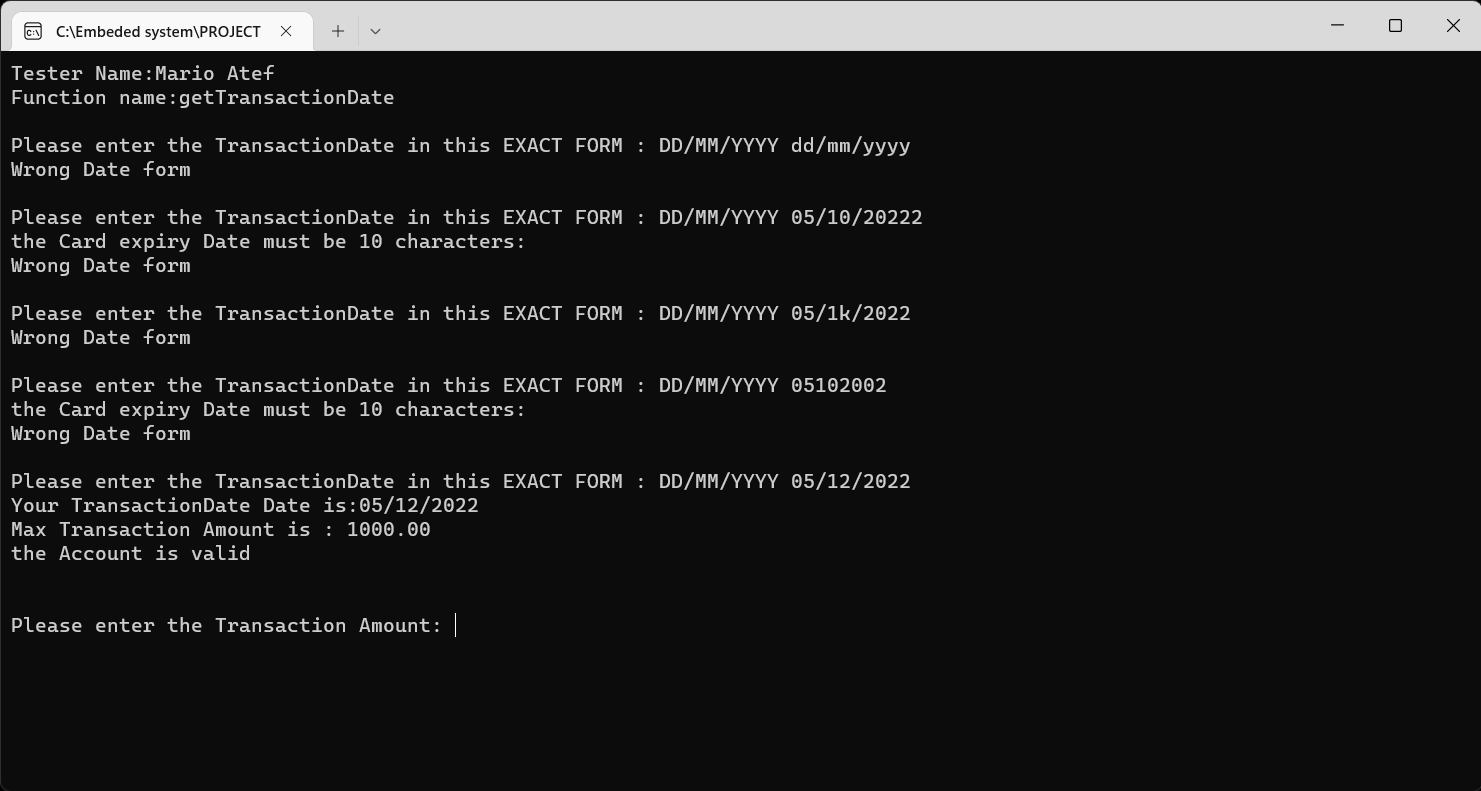 C:\Embeded system\PROJECT
Tester Name:Mario Atef
Function name:getTransactionDate
Please enter the TransactionDate in this EXACT FORM : DD/MM/YYYY dd/mm/yyyy
Wrong Date form
Please enter the TransactionDate in this EXACT FORM : DD/MM/YYYY 05/10/20222
the Card expiry Date must be 10 characters:
Wrong Date form
Please enter the TransactionDate in this EXACT FORM : DD/MM/YYYY 05/1k/2022
Wrong Date form
Please enter the TransactionDate in this EXACT FORM : DD/MM/YYYY 05102002
the Card expiry Date must be 10 characters:
Wrong Date form
Please enter the TransactionDate in this EXACT FORM : DD/MM/YYYY 05/12/2022
Your TransactionDate Date is:05/12/2022
Max Transaction Amount is : 1000.00
the Account is valid
Please enter the Transaction Amount: